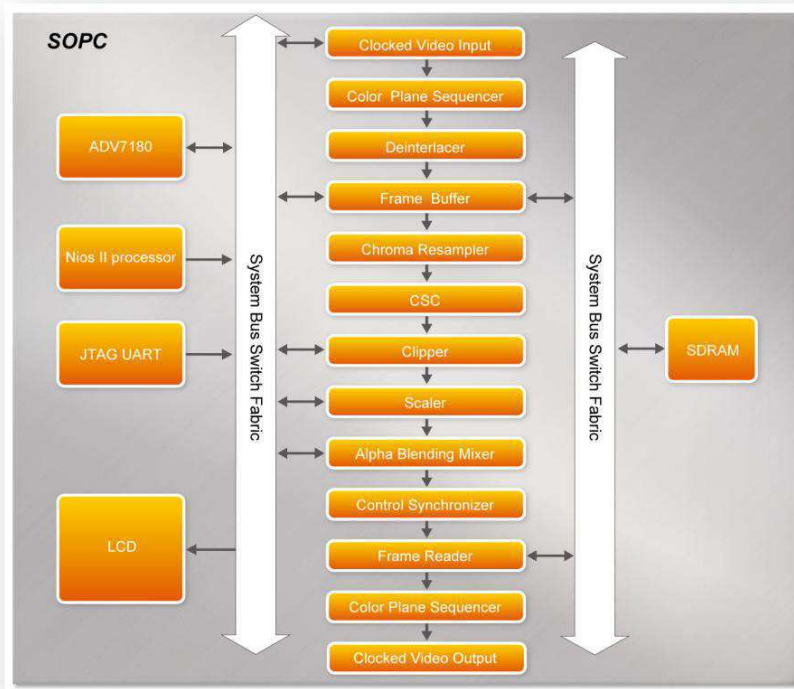 SOPC
Clocked Video Input
Color Plane Sequencer
ADV7180
Deinterlacer
Frame Buffer
Nios II processor
Chroma Resampler
System Bus Switch Fabric
System Bus Switch Fabric
CSC
JTAG UART
Clipper
SDRAM
Scaler
Alpha Blending Mixer
Control Synchronizer
LCD
Frame Reader
Color Plane Sequencer
Clocked Video Output